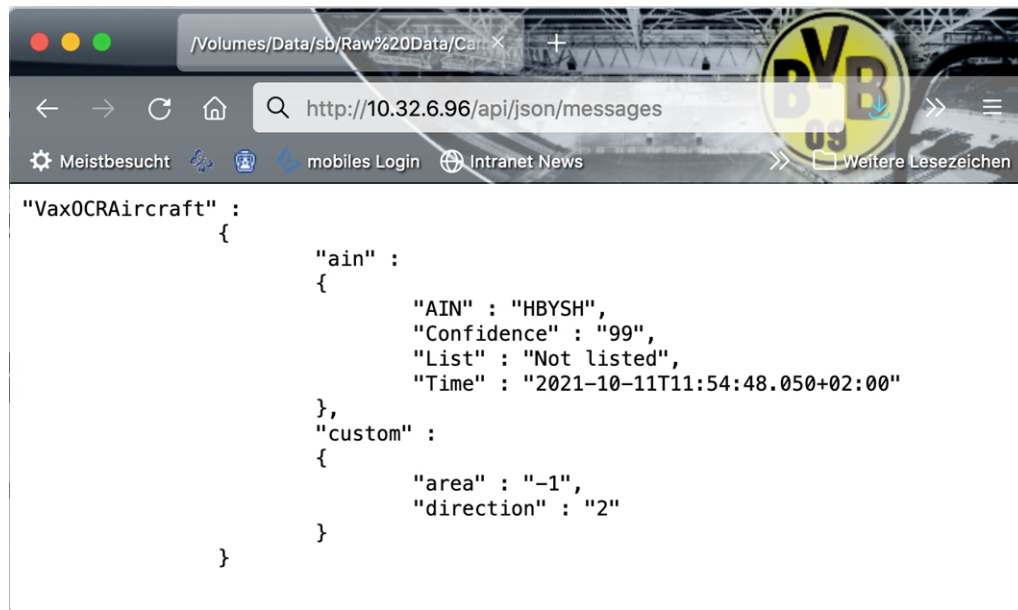 /Volumes/Data/sb/Raw%20Data/Car
http://10.32.6.96/api/json/messages
BVB
09
Meistbesucht
mobiles Login
Intranet News
Weitere Lesezeichen
"VaxOCRAircraft" :
{
"ain" :
{
"AIN" : "HBYSH",
"Confidence" : "99",
"List" : "Not listed",
"Time" : "2021-10-11T11:54:48.050+02:00"
},
"custom" :
{
"area" : "-1",
"direction" : "2"
}
}